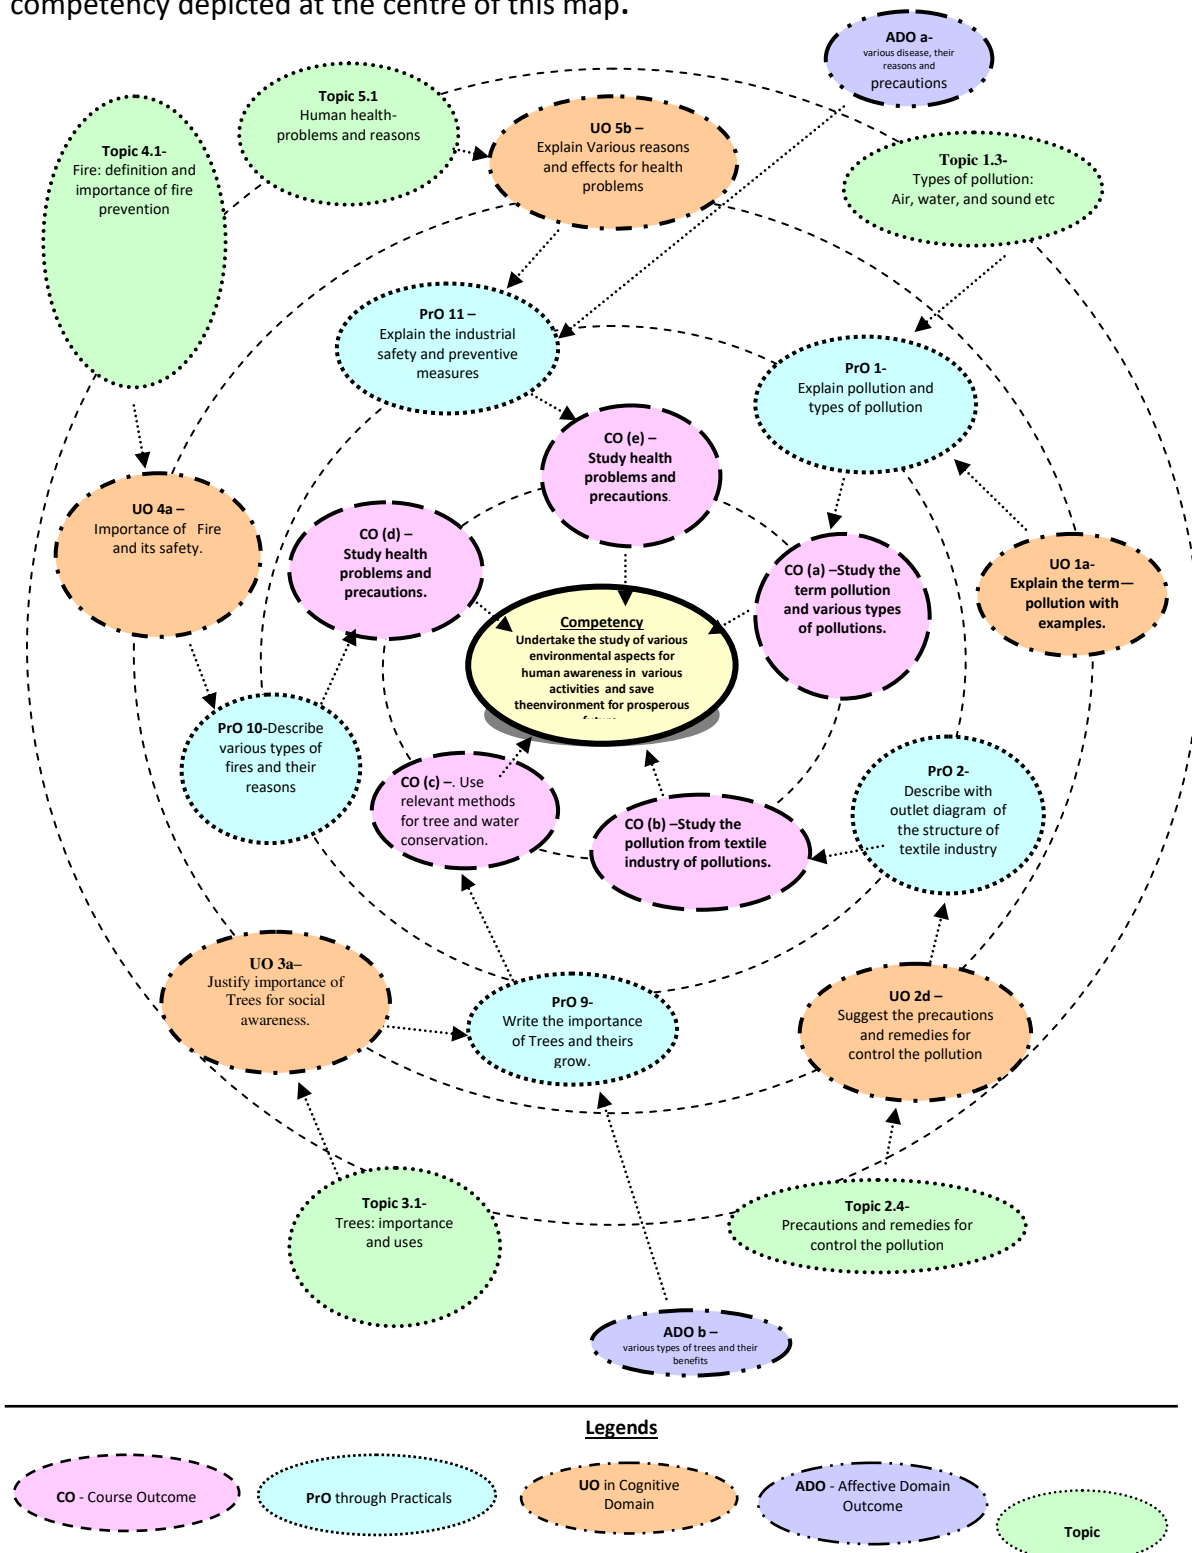 competency depicted at the centre of this map.
ADO a-
various disease, their
reasons and
precautions
Topic 5.1
Human health-
problems and reasons
Topic 4.1-
Fire: definition and
importance of fire
prevention
UO 5b –
Explain Various reasons
and effects for health
problems
Topic 1.3-
Types of pollution:
Air, water, and sound etc
PrO 11 –
Explain the industrial
safety and preventive
measures
PrO 1-
Explain pollution and
types of pollution
CO (e) –
Study health
problems and
precautions.
UO 4a –
Importance of Fire
and its safety.
CO (d) –
Study health
problems and
precautions.
CO (a) –Study the
term pollution
and various types
of pollutions.
UO 1a-
Explain the term—
pollution with
examples.
Competency
Undertake the study of various
environmental aspects for
human awareness in various
activities and save
theenvironment for prosperous
PrO 10-Describe
various types of
fires and their
reasons
CO (c) –. Use
relevant methods
for tree and water
conservation.
CO (b) –Study the
pollution from textile
industry of pollutions.
PrO 2-
Describe with
outlet diagram of
the structure of
textile industry
UO 3a–
Justify importance of
Trees for social
awareness.
PrO 9-
Write the importance
of Trees and theirs
grow.
UO 2d –
Suggest the precautions
and remedies for
control the pollution
Topic 3.1-
Trees: importance
and uses
Topic 2.4-
Precautions and remedies for
control the pollution
ADO b –
various types of trees and their
benefits
Legends
CO - Course Outcome
PrO through Practicals
UO in Cognitive
Domain
ADO - Affective Domain
Outcome
Topic